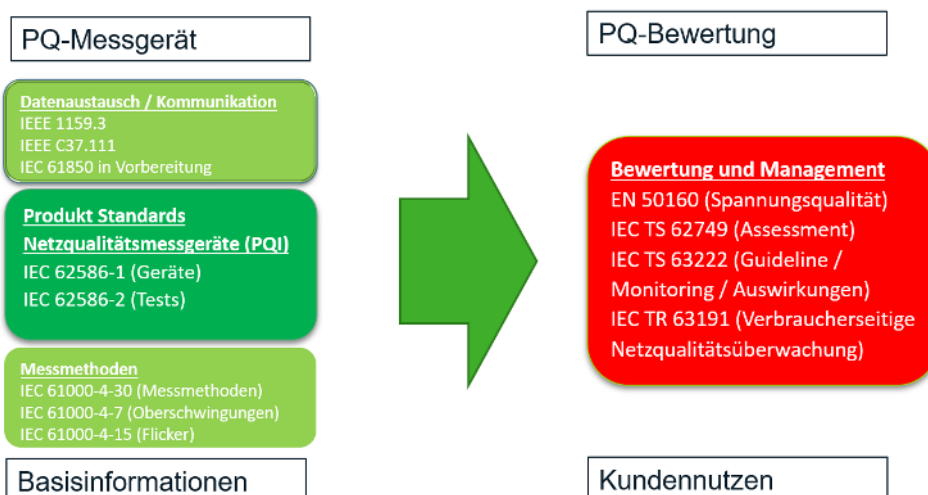 PQ-Messgerät
Datenaustausch / Kommunikation
IEEE 1159.3
IEEE C37.111
IEC 61850 in Vorbereitung
Produkt Standards
Netzqualitätsmessgeräte (PQI)
IEC 62586-1 (Geräte)
IEC 62586-2 (Tests)
Messmethoden
IEC 61000-4-30 (Messmethoden)
IEC 61000-4-7 (Oberschwingungen)
IEC 61000-4-15 (Flicker)
Basisinformationen
PQ-Bewertung
Bewertung und Management
EN 50160 (Spannungsqualität)
IEC TS 62749 (Assessment)
IEC TS 63222 (Guideline /
Monitoring / Auswirkungen)
IEC TR 63191 (Verbraucherseitige
Netzqualitätsüberwachung)
Kundennutzen